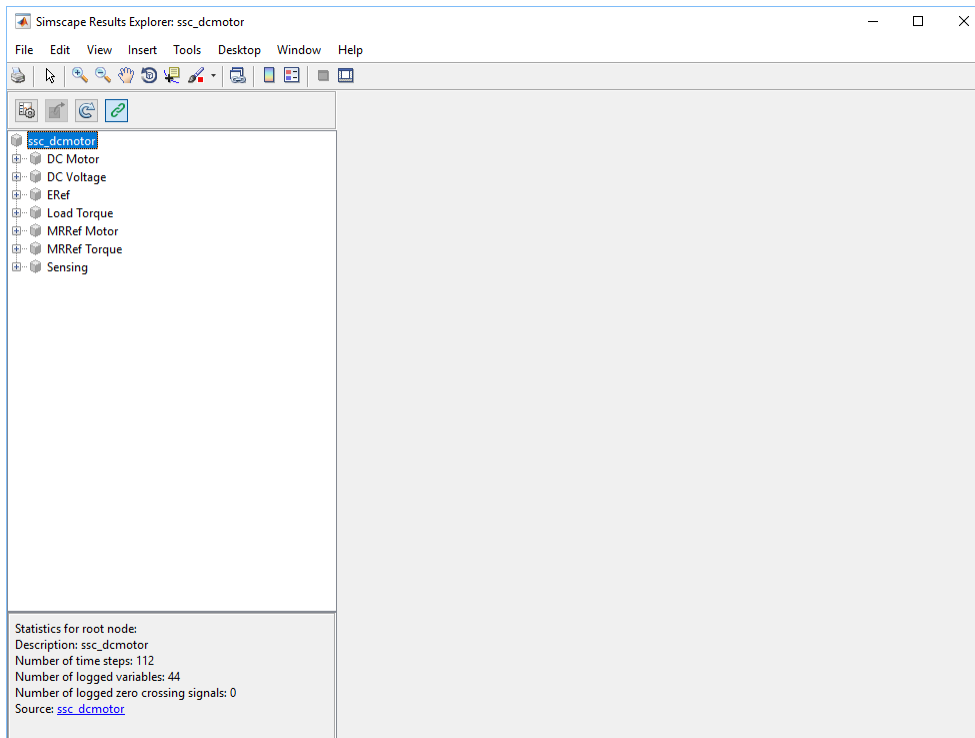 Simscape Results Explorer: ssc_dcmotor
File Edit View Insert Tools Desktop Window Help
ssc_dcmotor
DC Motor
DC Voltage
ERef
Load Torque
MRRef Motor
MRRef Torque
Sensing
Statistics for root node:
Description: ssc_dcmotor
Number of time steps: 112
Number of logged variables: 44
Number of logged zero crossing signals: 0
Source: ssc_dcmotor